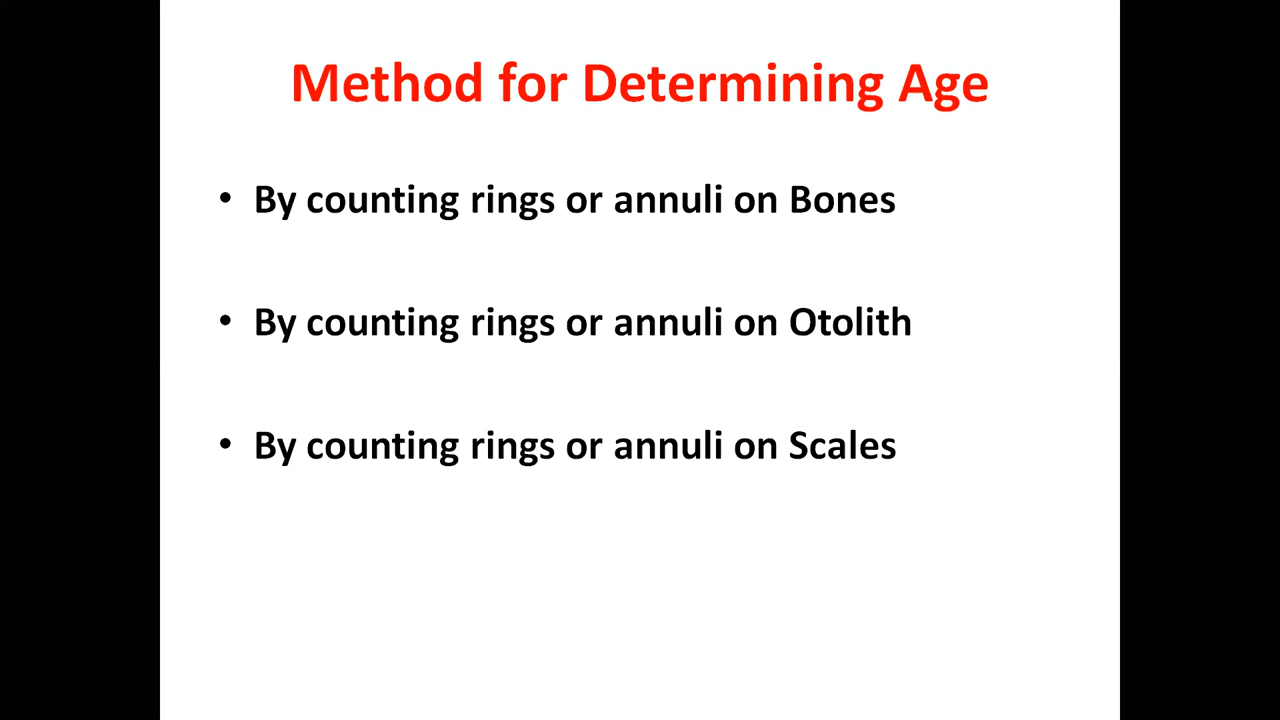 Method for Determining Age
• By counting rings or annuli on Bones
• By counting rings or annuli on Otolith
• By counting rings or annuli on Scales